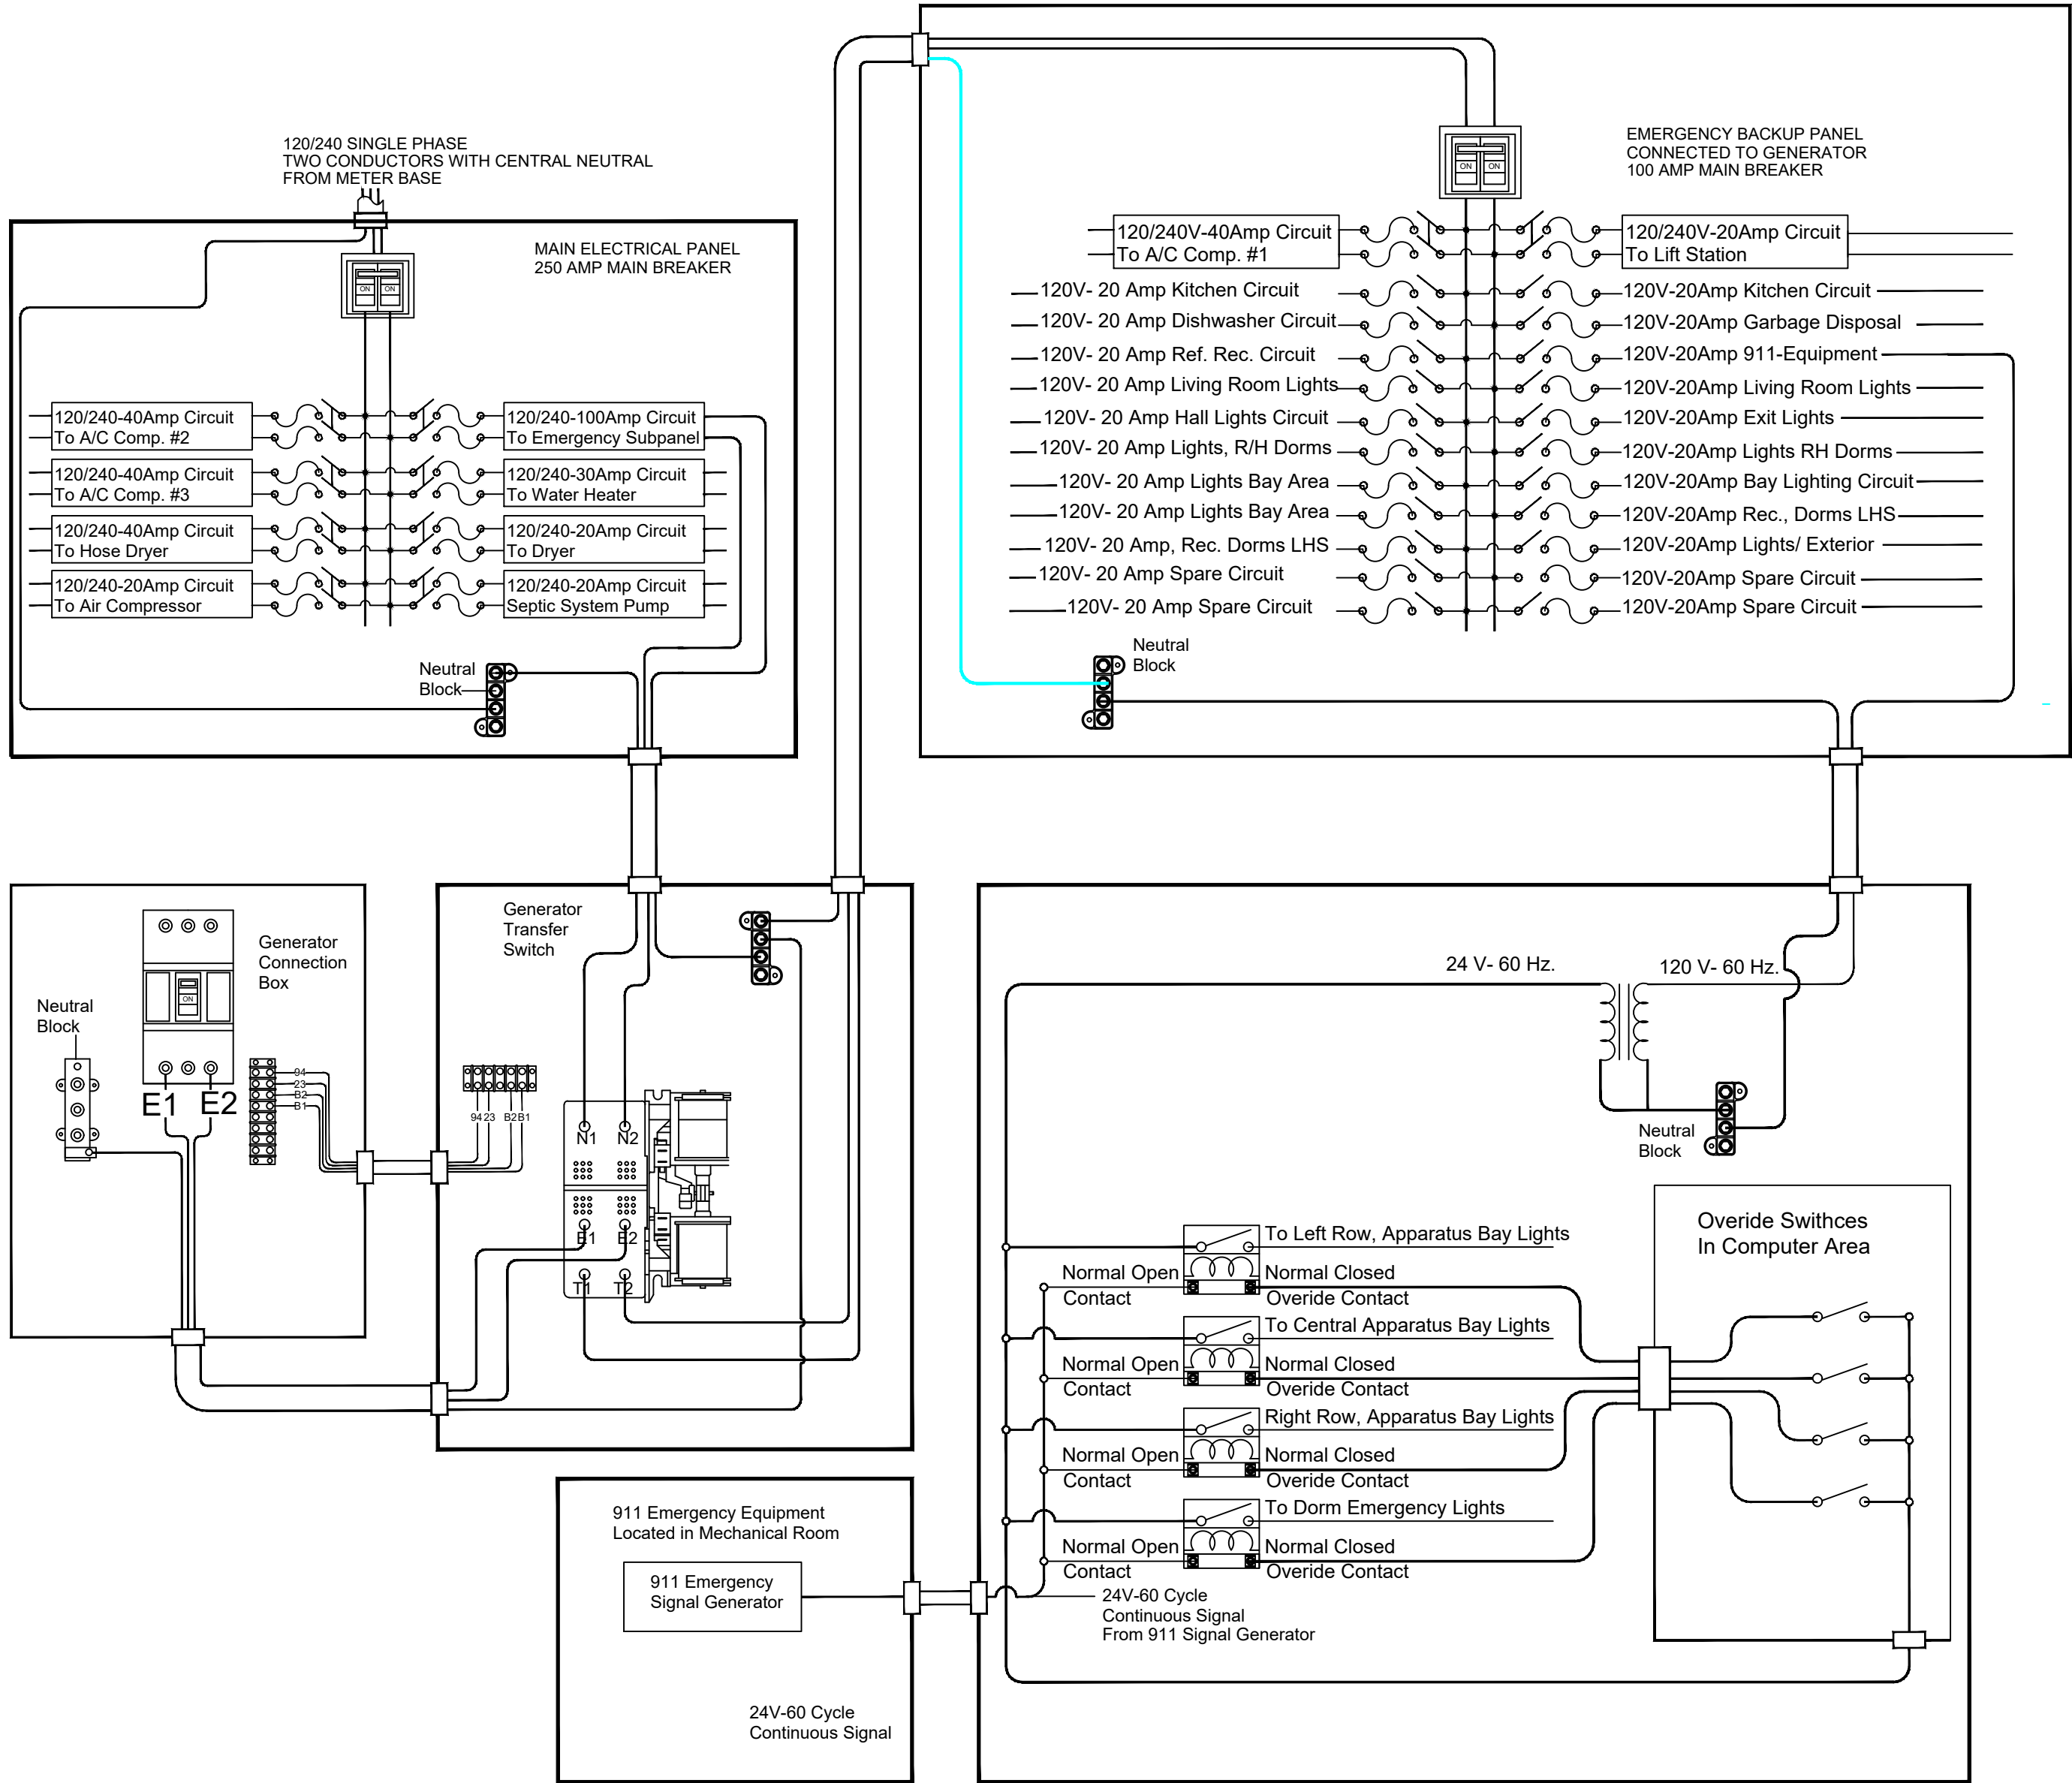 120/240 SINGLE PHASE
TWO CONDUCTORS WITH CENTRAL NEUTRAL
FROM METER BASE
MAIN ELECTRICAL PANEL
250 AMP MAIN BREAKER
ON ON
120/240-40Amp Circuit
To A/C Comp. #2
120/240-40Amp Circuit
To A/C Comp. #3
120/240-40Amp Circuit
To Hose Dryer
120/240-20Amp Circuit
To Air Compressor
120/240-100Amp Circuit
To Emergency Subpanel
120/240-30Amp Circuit
To Water Heater
120/240-20Amp Circuit
To Dryer
120/240-20Amp Circuit
Septic System Pump
Neutral
Block
EMERGENCY BACKUP PANEL
CONNECTED TO GENERATOR
100 AMP MAIN BREAKER
ON ON
120/240V-40Amp Circuit
To A/C Comp. #1
120V- 20 Amp Kitchen Circuit
120V- 20 Amp Dishwasher Circuit
120V- 20 Amp Ref. Rec. Circuit
120V- 20 Amp Living Room Lights
120V- 20 Amp Hall Lights Circuit
120V- 20 Amp Lights, R/H Dorms
120V- 20 Amp Lights Bay Area
120V- 20 Amp Lights Bay Area
120V- 20 Amp, Rec. Dorms LHS
120V- 20 Amp Spare Circuit
120V- 20 Amp Spare Circuit
120/240V-20Amp Circuit
To Lift Station
120V-20Amp Kitchen Circuit
120V-20Amp Garbage Disposal
120V-20Amp 911-Equipment
120V-20Amp Living Room Lights
120V-20Amp Exit Lights
120V-20Amp Lights RH Dorms
120V-20Amp Bay Lighting Circuit
120V-20Amp Rec., Dorms LHS
120V-20Amp Lights/ Exterior
120V-20Amp Spare Circuit
120V-20Amp Spare Circuit
Neutral
Block
Generator
Connection
Box
ON
Neutral
Block
E1 E2
94
23
B2
B1
Generator
Transfer
Switch
94 23 B2 B1
N1 N2
E1 E2
T1 T2
911 Emergency Equipment
Located in Mechanical Room
911 Emergency
Signal Generator
24V-60 Cycle
Continuous Signal
24 V- 60 Hz.
120 V- 60 Hz.
Neutral
Block
Overide Swithces
In Computer Area
To Left Row, Apparatus Bay Lights
Normal Open
Contact
Normal Closed
Overide Contact
To Central Apparatus Bay Lights
Normal Open
Contact
Normal Closed
Overide Contact
Right Row, Apparatus Bay Lights
Normal Open
Contact
Normal Closed
Overide Contact
To Dorm Emergency Lights
Normal Open
Contact
Normal Closed
Overide Contact
24V-60 Cycle
Continuous Signal
From 911 Signal Generator